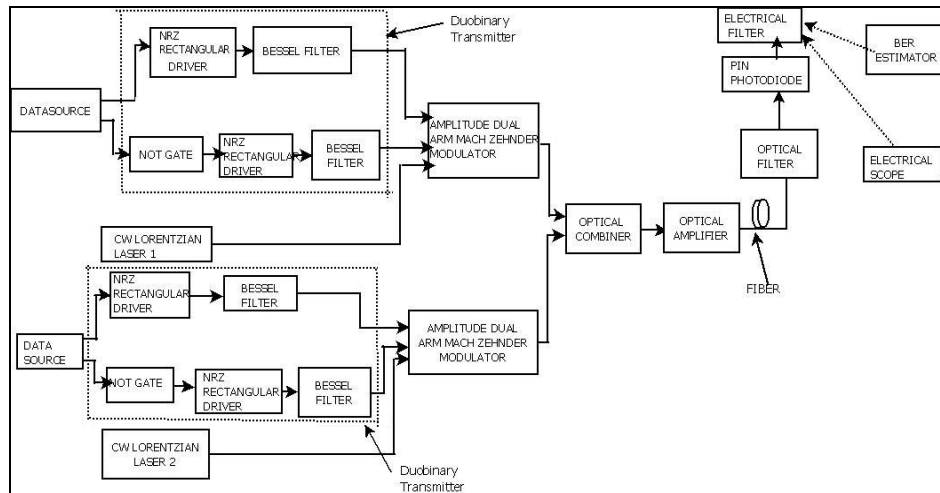 Duobinary
Transmitter
NRZ
RECTANGULAR
DRIVER
BESSEL FILTER
DATASOURCE
NOT GATE
NRZ
RECTANGULAR
DRIVER
BESSEL
FILTER
AMPLITUDE DUAL
ARM MACH ZEHNDER
MODULATOR
CW LORENTZIAN
LASER 1
ELECTRICAL
FILTER
BER
ESTIMATOR
PIN
PHOTODIODE
OPTICAL
FILTER
ELECTRICAL
SCOPE
OPTICAL
COMBINER
OPTICAL
AMPLIFIER
FIBER
NRZ
RECTANGULAR
DRIVER
BESSEL
FILTER
DATA
SOURCE
NOT GATE
NRZ
RECTANGULAR
DRIVER
BESSEL
FILTER
AMPLITUDE DUAL
ARM MACH ZEHNDER
MODULATOR
CW LORENTZIAN
LASER 2
Duobinary
Transmitter